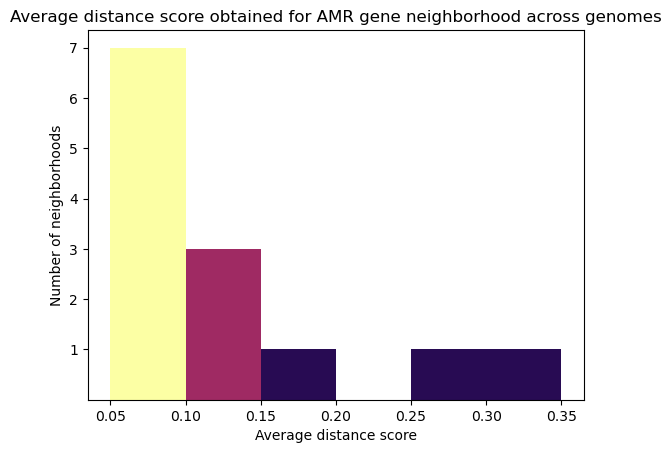 Average distance score obtained for AMR gene neighborhood across genomes
Number of neighborhoods
7
6
5
4
3
2
1
0.05 0.10 0.15 0.20 0.25 0.30 0.35
Average distance score